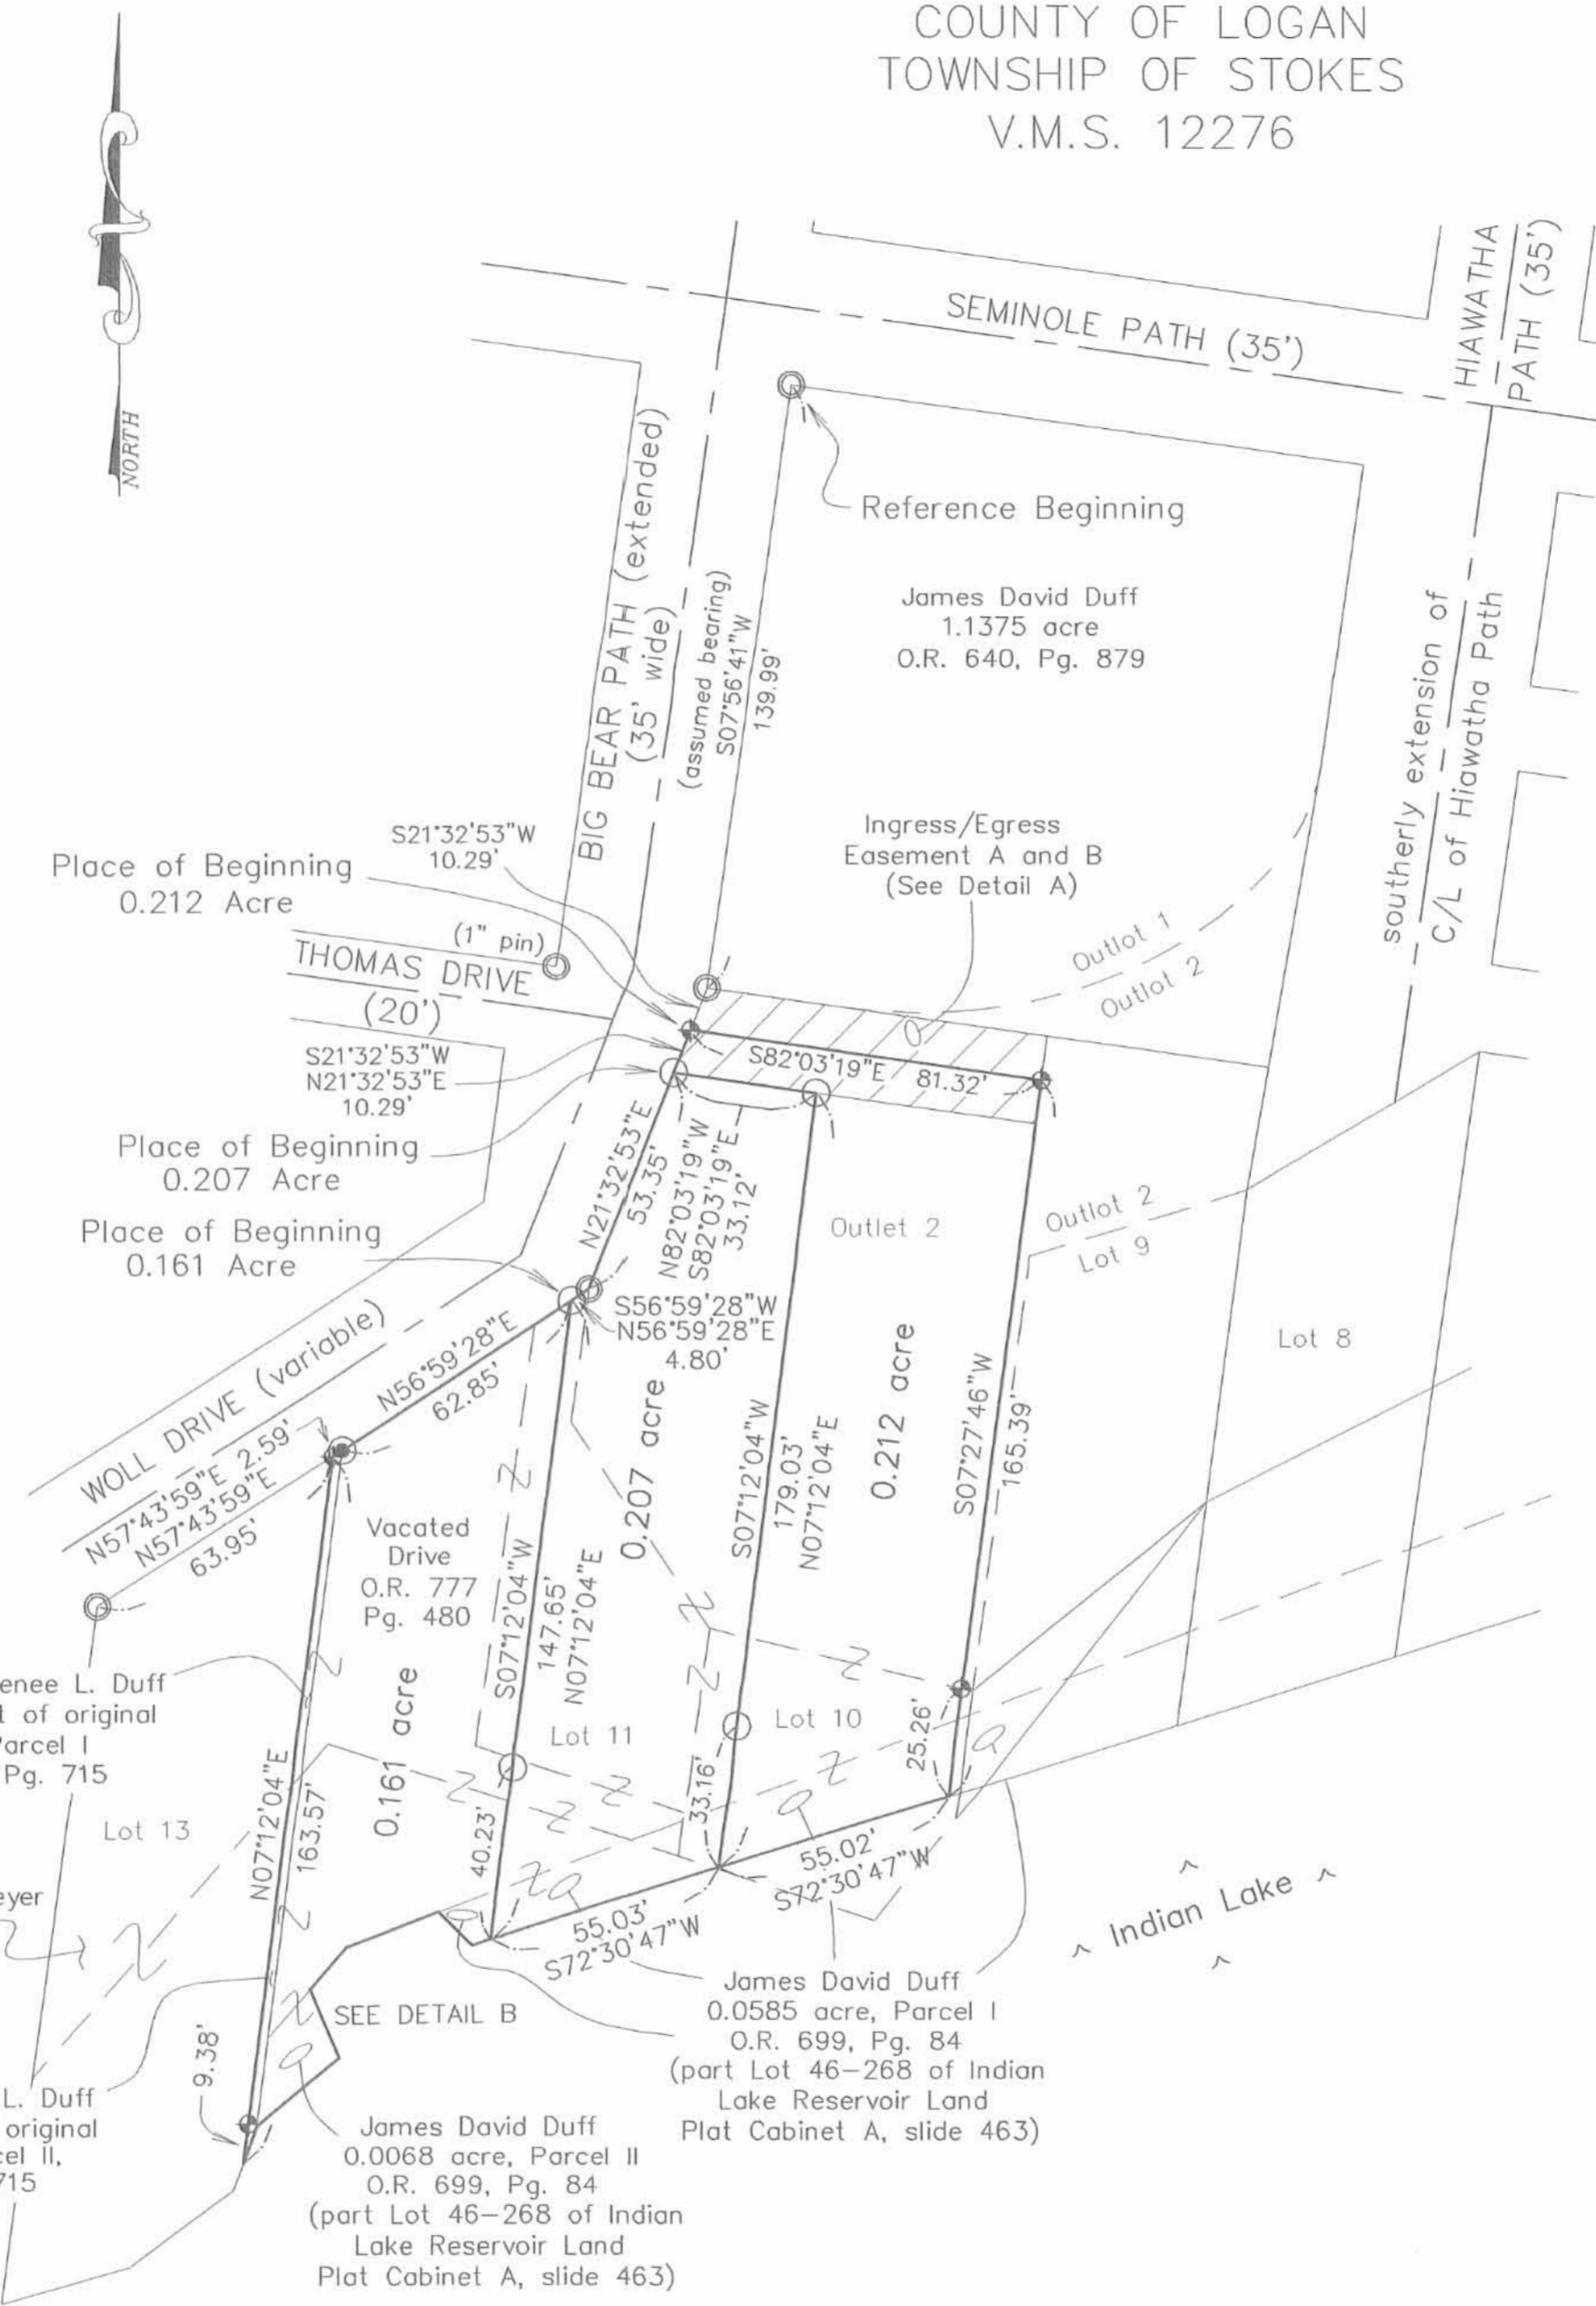 COUNTY OF LOGAN
TOWNSHIP OF STOKES
V.M.S. 12276
NORTH
SEMINOLE PATH (35')
HIAWATHA
PATH (35')
Reference Beginning
BIG BEAR PATH (extended)
(35' wide)
(assumed bearing)
S07°56'41"W
139.99'
James David Duff
1.1375 acre
O.R. 640, Pg. 879
southerly extension of
C/L of Hiawatha Path
S21°32'53"W
10.29'
Place of Beginning
0.212 Acre
Ingress/Egress
Easement A and B
(See Detail A)
(1" pin)
THOMAS DRIVE
(20')
Outlot 1
Outlot 2
S21°32'53"W
N21°32'53"E
10.29'
S82°03'19"E 81.32'
Place of Beginning
0.207 Acre
N21°32'53"E
53.35'
N82°03'19"W
S82°03'19"E
33.12'
Place of Beginning
0.161 Acre
Outlet 2
Outlot 2
Lot 9
S56°59'28"W
N56°59'28"E
4.80'
Lot 8
WOLL DRIVE (variable)
N56°59'28"E
62.85'
N57°43'59"E 2.59'
N57°43'59"E
63.95'
0.207 acre
0.212 acre
S07°12'04"W
179.03'
N07°12'04"E
S07°27'46"W
165.39'
Vacated
Drive
O.R. 777
Pg. 480
S07°12'04"W
147.65'
N07°12'04"E
enee L. Duff
t of original
Parcel I
Pg. 715
0.161 acre
Lot 11
Lot 10
25.26'
33.16'
Lot 13
N07°12'04"E
163.57'
40.23'
55.02'
S72°30'47"W
eyer
55.03'
S72°30'47"W
Indian Lake
SEE DETAIL B
James David Duff
0.0585 acre, Parcel I
O.R. 699, Pg. 84
(part Lot 46-268 of Indian
Lake Reservoir Land
Plat Cabinet A, slide 463)
9.38'
L. Duff
original
cel II,
715
James David Duff
0.0068 acre, Parcel II
O.R. 699, Pg. 84
(part Lot 46-268 of Indian
Lake Reservoir Land
Plat Cabinet A, slide 463)